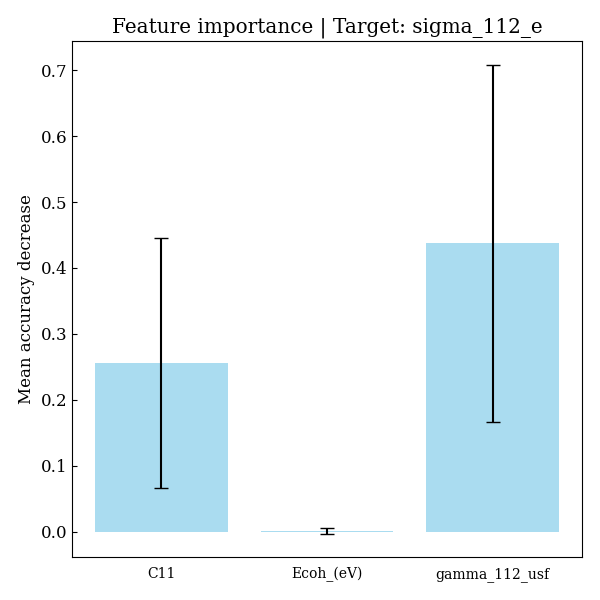 Feature importance | Target: sigma_112_e
Mean accuracy decrease
0.7
0.6
0.5
0.4
0.3
0.2
0.1
0.0
C11
Ecoh_(eV)
gamma_112_usf